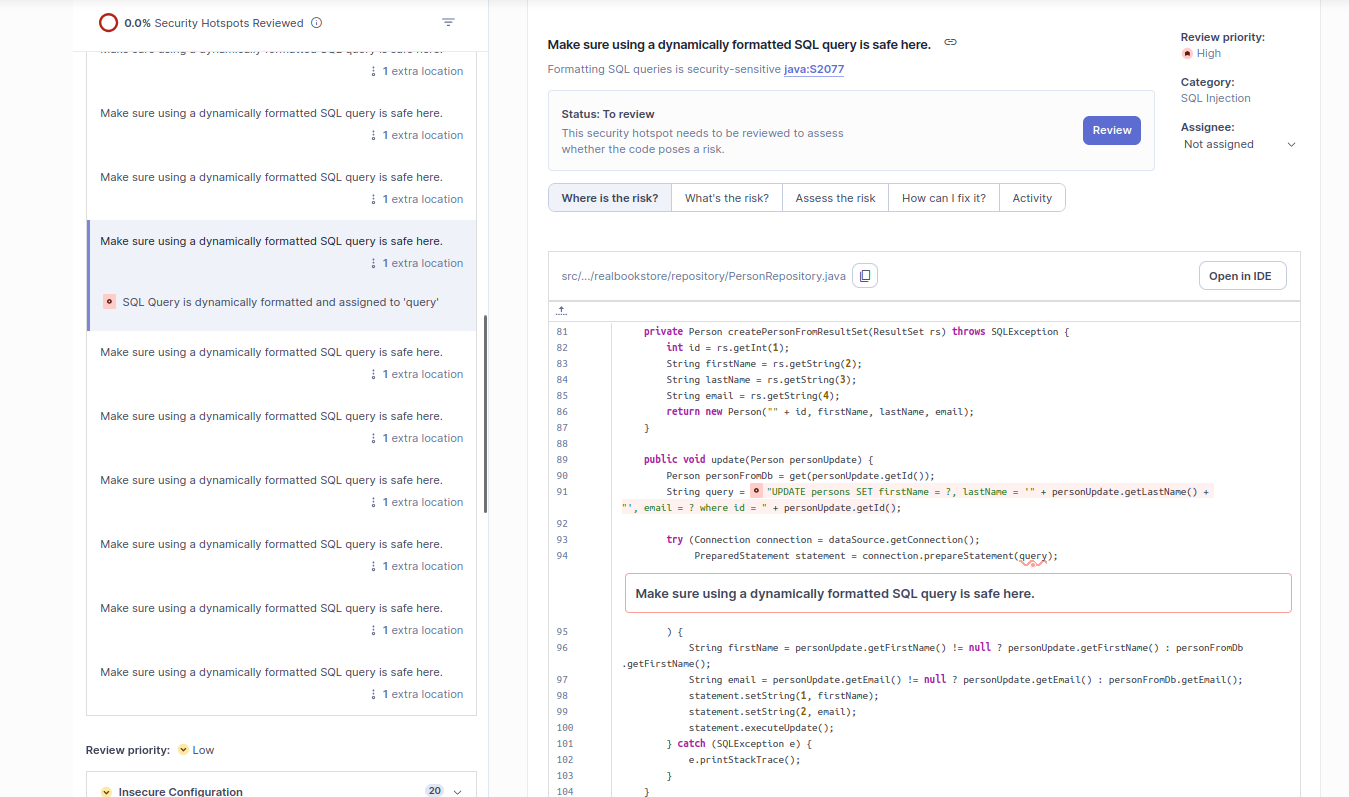 0.0% Security Hotspots Reviewed
Make sure using a dynamically formatted SQL query is safe here.
1 extra location
Make sure using a dynamically formatted SQL query is safe here.
1 extra location
Make sure using a dynamically formatted SQL query is safe here.
1 extra location
Make sure using a dynamically formatted SQL query is safe here.
1 extra location
SQL Query is dynamically formatted and assigned to 'query'
Make sure using a dynamically formatted SQL query is safe here.
1 extra location
Make sure using a dynamically formatted SQL query is safe here.
1 extra location
Make sure using a dynamically formatted SQL query is safe here.
1 extra location
Make sure using a dynamically formatted SQL query is safe here.
1 extra location
Make sure using a dynamically formatted SQL query is safe here.
1 extra location
Make sure using a dynamically formatted SQL query is safe here.
1 extra location
Review priority: Low
Insecure Configuration 20
Make sure using a dynamically formatted SQL query is safe here.
Formatting SQL queries is security-sensitive java:S2077
Status: To review
This security hotspot needs to be reviewed to assess
whether the code poses a risk.
Review
Review priority:
High
Category:
SQL Injection
Assignee:
Not assigned
Where is the risk? What's the risk? Assess the risk How can I fix it? Activity
src/.../realbookstore/repository/PersonRepository.java Open in IDE
81 private Person createPersonFromResultSet(ResultSet rs) throws SQLException {
82 int id = rs.getInt(1);
83 String firstName = rs.getString(2);
84 String lastName = rs.getString(3);
85 String email = rs.getString(4);
86 return new Person("" + id, firstName, lastName, email);
87 }
88
89 public void update(Person personUpdate) {
90 Person personFromDb = get(personUpdate.getId());
91 String query = "UPDATE persons SET firstName = ?, lastName = '" + personUpdate.getLastName() +
"', email = ? where id = " + personUpdate.getId();
92
93 try (Connection connection = dataSource.getConnection();
94 PreparedStatement statement = connection.prepareStatement(query);
Make sure using a dynamically formatted SQL query is safe here.
95 ) {
96 String firstName = personUpdate.getFirstName() != null ? personUpdate.getFirstName() : personFromDb
.getFirstName();
97 String email = personUpdate.getEmail() != null ? personUpdate.getEmail() : personFromDb.getEmail();
98 statement.setString(1, firstName);
99 statement.setString(2, email);
100 statement.executeUpdate();
101 } catch (SQLException e) {
102 e.printStackTrace();
103 }
104 }